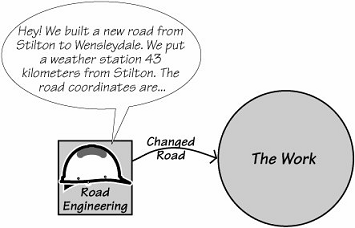 Hey! We built a new road from
Stilton to Wensleydale. We put
a weather station 43
kilometers from Stilton. The
road coordinates are...
Changed
Road
The Work
Road
Engineering